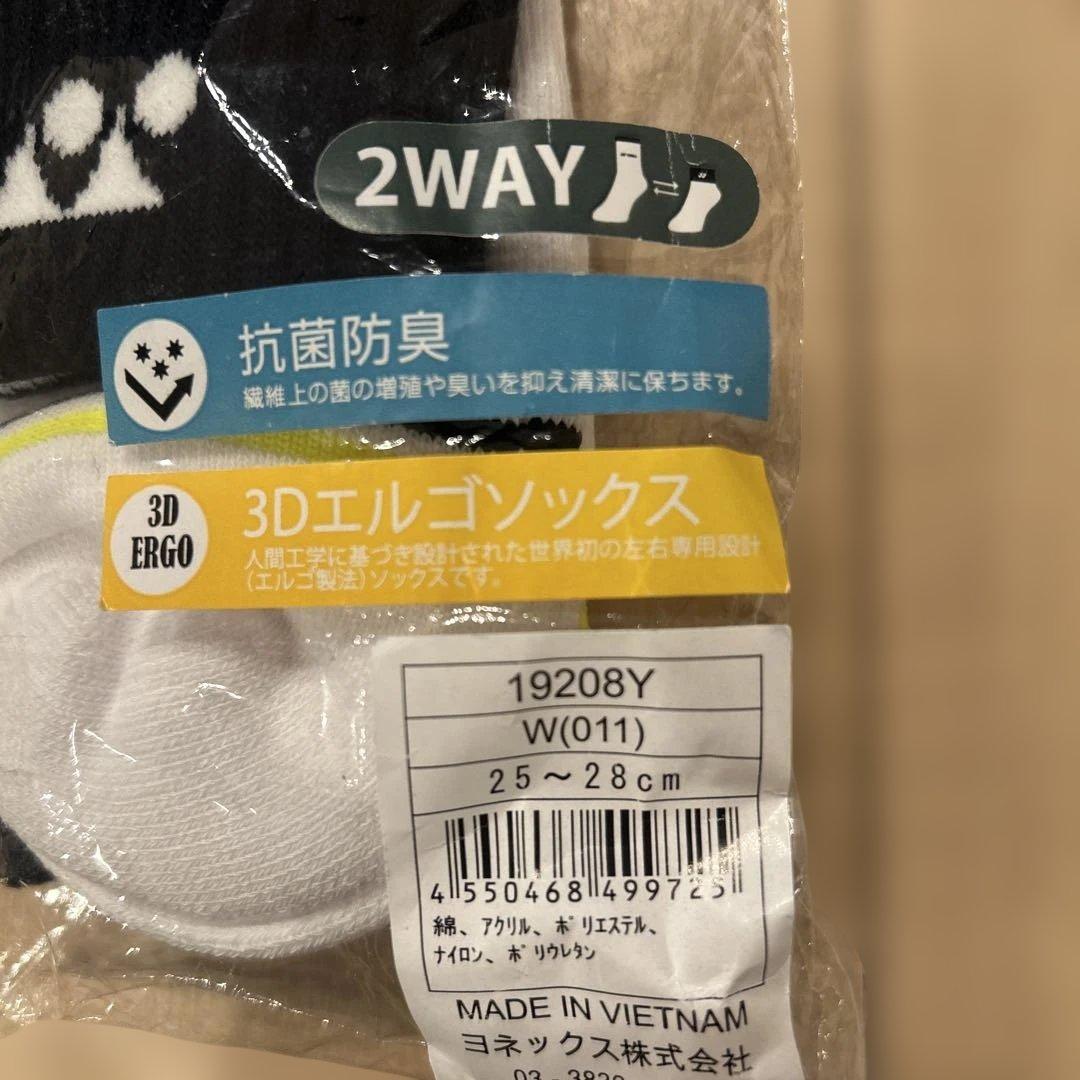 2WAY
抗菌防臭
繊維上の菌の増殖や臭いを抑え清潔に保ちます。
3D
ERGO
3Dエルゴソックス
人間工学に基づき設計された世界初の左右専用設計
(エルゴ製法)ソックスです。
19208Y
W(011)
25～28cm
4 550468 499725
綿、ｱｸﾘﾙ、ﾎﾟﾘｴｽﾃﾙ、
ﾅｲﾛﾝ、ﾎﾟﾘｳﾚﾀﾝ
MADE IN VIETNAM
ヨネックス株式会社